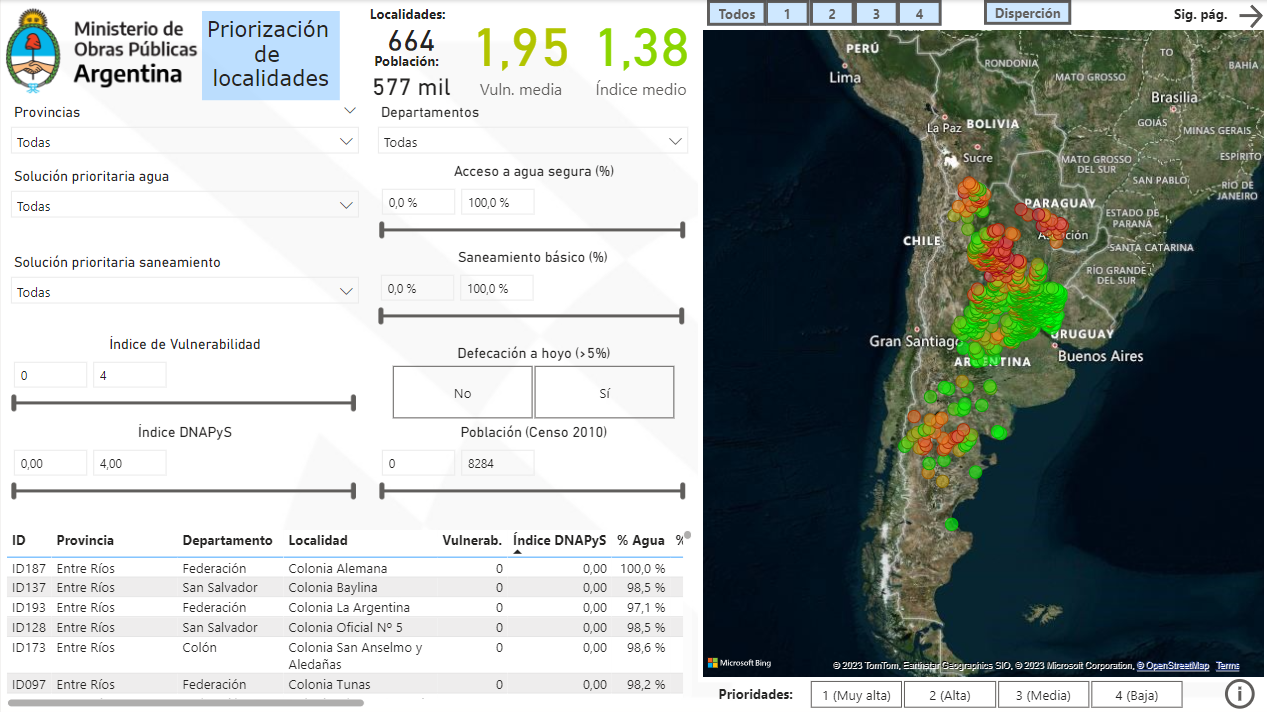 Ministerio de
Obras Públicas
Argentina
Priorización
de
localidades
Localidades:
664
Población:
577 mil
1,95
Vuln. media
1,38
Índice medio
Provincias
Todas
Departamentos
Todas
Solución prioritaria agua
Todas
Acceso a agua segura (%)
0,0 %
100,0 %
Solución prioritaria saneamiento
Todas
Saneamiento básico (%)
0,0 %
100,0 %
Índice de Vulnerabilidad
0
4
Defecación a hoyo (>5%)
No
Sí
Índice DNAPyS
0,00
4,00
Población (Censo 2010)
0
8284
ID Provincia Departamento Localidad Vulnerab. Índice DNAPyS % Agua %
ID187 Entre Ríos Federación Colonia Alemana 0 0,00 100,0 %
ID137 Entre Ríos San Salvador Colonia Baylina 0 0,00 98,5 %
ID193 Entre Ríos Federación Colonia La Argentina 0 0,00 97,1 %
ID128 Entre Ríos San Salvador Colonia Oficial Nº 5 0 0,00 98,5 %
ID173 Entre Ríos Colón Colonia San Anselmo y 0 0,00 98,6 %
Aledañas
ID097 Entre Ríos Federación Colonia Tunas 0 0,00 98,2 %
Todos 1 2 3 4
Disperción
Sig. pág.
PERÚ
Lima
RONDONIA
TO
BAHÍA
MATO GROSSO
Brasilia
GOIÁS
MINAS GERAIS
La Paz
BOLIVIA
Sucre
MATO GROSSO
DEL SUR
ESPÍRITO
SAN PABLO
RÍO DE
JANEIRO
PARAGUAY
ESTADO DE
PARANÁ
CHILE
SANTA CATARINA
RÍO GRANDE
DEL SUR
Gran Santiago
URUGUAY
Buenos Aires
ARGENTINA
Microsoft Bing
© 2023 TomTom, Earthstar Geographics SIO, © 2023 Microsoft Corporation, © OpenStreetMap Terms
Prioridades:
1 (Muy alta)
2 (Alta)
3 (Media)
4 (Baja)